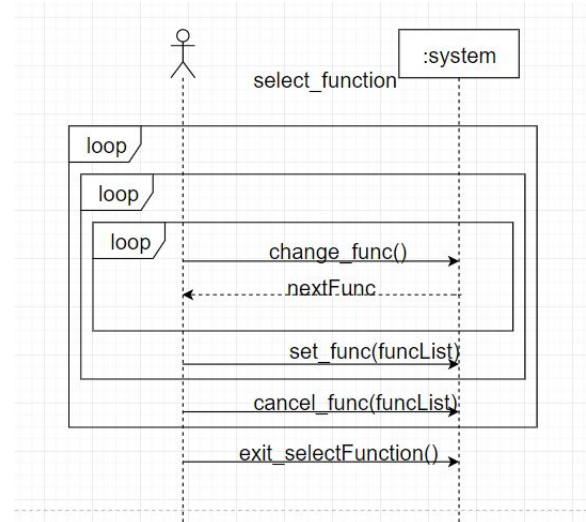 :system
select_function
loop
loop
loop
change_func()
nextFunc
set_func(funcList)
cancel_func(funcList)
exit_selectFunction()